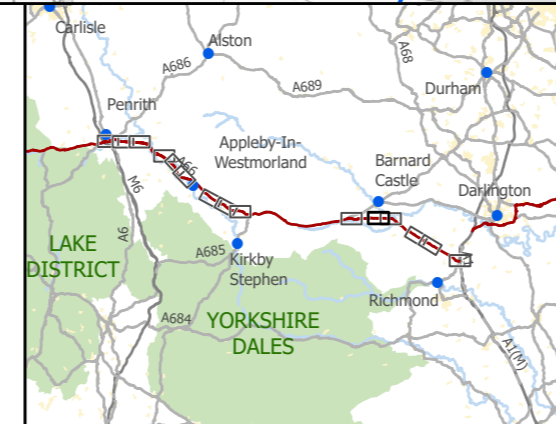 Carlisle
Alston
A68
A686
A689
Durham
Penrith
Appleby-In-
Westmorland
A66
Barnard
Castle
Darlington
M6
A6
LAKE
DISTRICT
A685
Kirkby
Stephen
Richmond
A684
YORKSHIRE
DALES
A1(M)